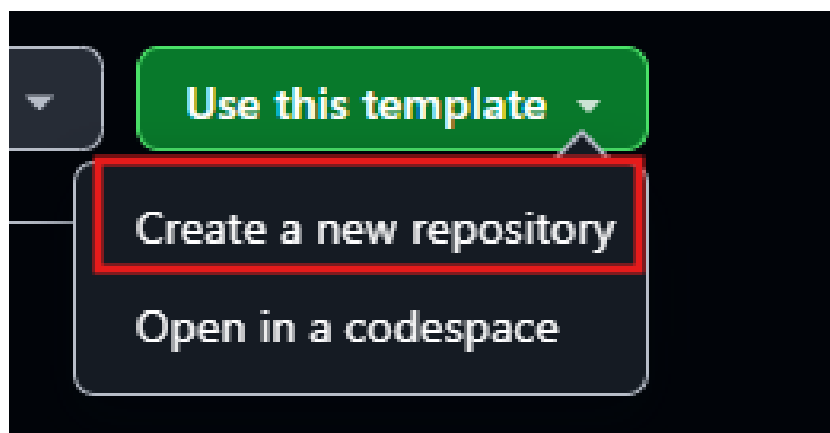 Use this template
Create a new repository
Open in a codespace